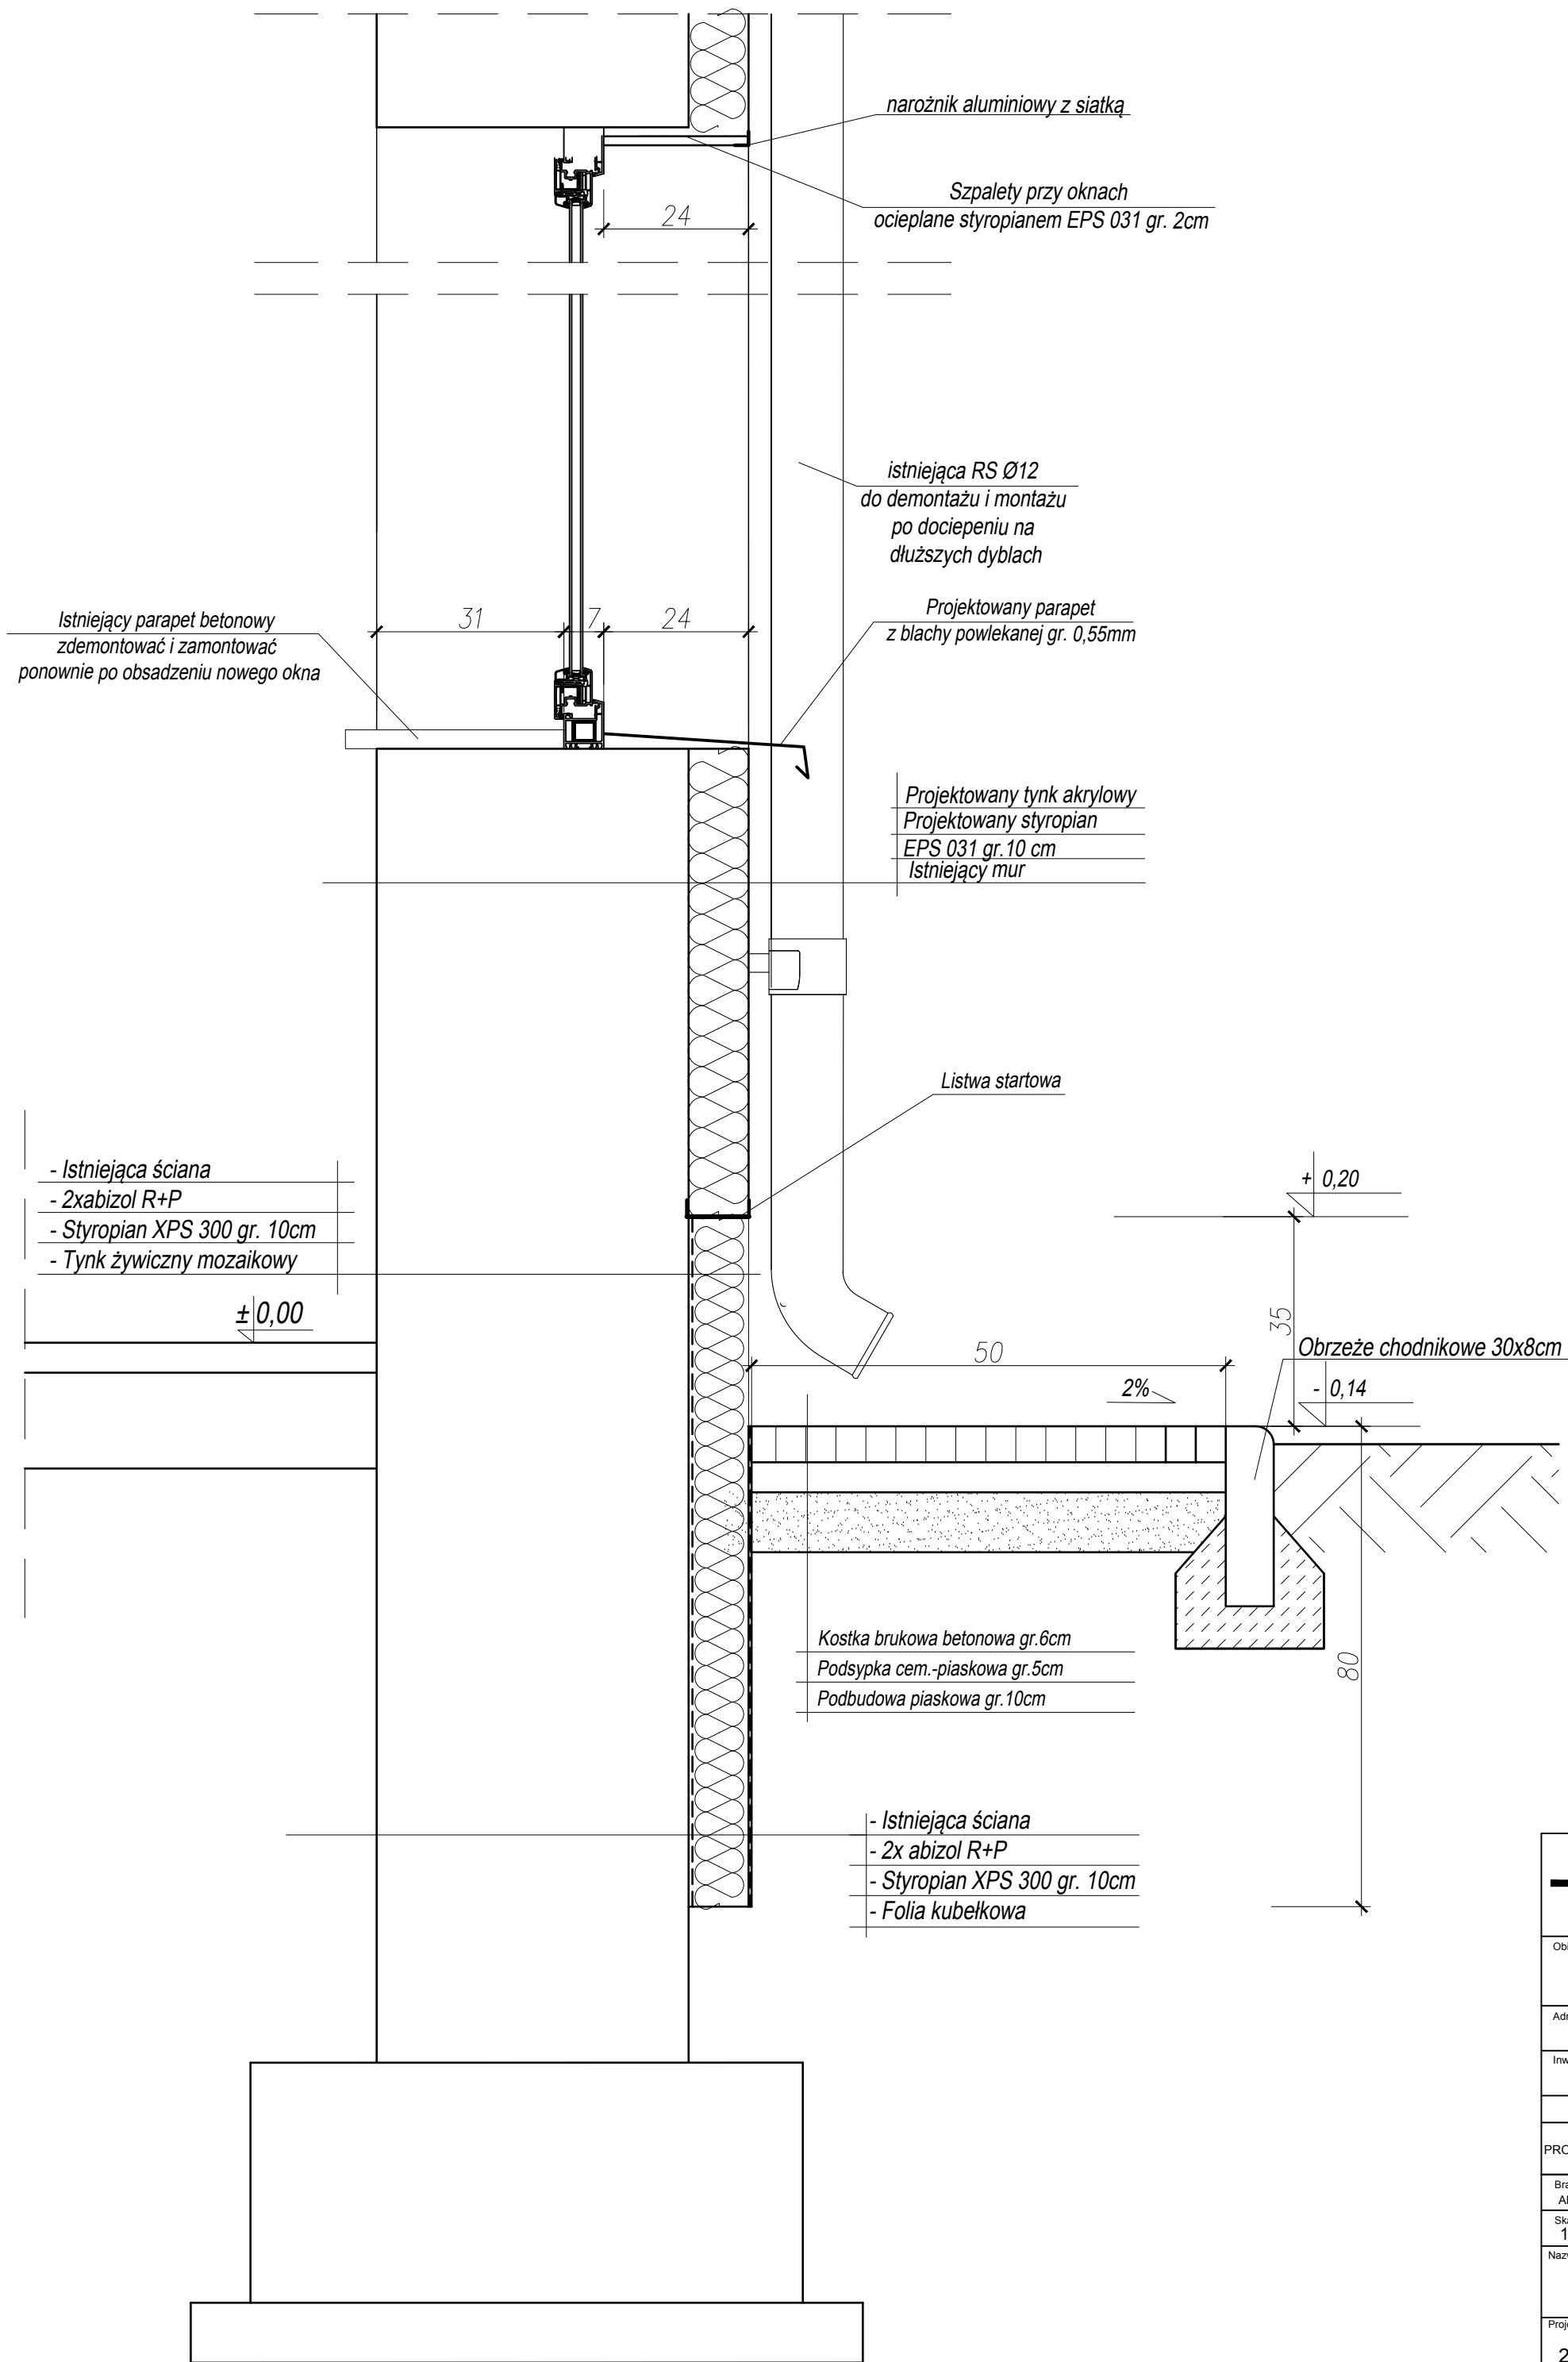 narożnik aluminiowy z siatką
Szpalety przy oknach
ocieplane styropianem EPS 031 gr. 2cm
24
istniejąca RS Ø12
do demontażu i montażu
po dociepeniu na
dłuższych dyblach
Istniejący parapet betonowy
zdemontować i zamontować
ponownie po obsadzeniu nowego okna
31
7
24
Projektowany parapet
z blachy powlekanej gr. 0,55mm
Projektowany tynk akrylowy
Projektowany styropian
EPS 031 gr.10 cm
Istniejący mur
Listwa startowa
- Istniejąca ściana
- 2xabizol R+P
- Styropian XPS 300 gr. 10cm
- Tynk żywiczny mozaikowy
+ 0,20
± 0,00
35
50
Obrzeże chodnikowe 30x8cm
2%
- 0,14
80
Kostka brukowa betonowa gr.6cm
Podsypka cem.-piaskowa gr.5cm
Podbudowa piaskowa gr.10cm
- Istniejąca ściana
- 2x abizol R+P
- Styropian XPS 300 gr. 10cm
- Folia kubełkowa